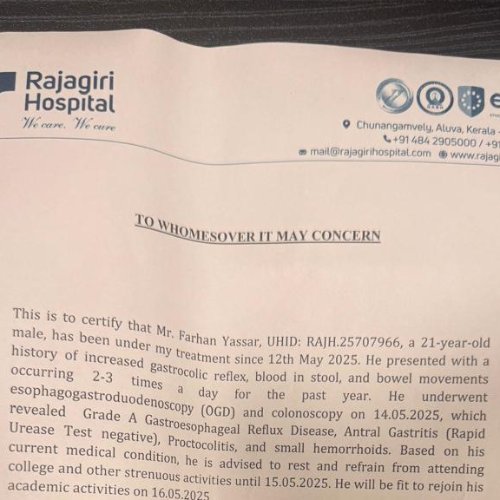 Rajagiri
Hospital
We care. We cure
Chunangamvely, Aluva, Kerala -
+91 484 2905000 / +91
mail@rajagirihospital.com
TO WHOMESOVER IT MAY CONCERN
This is to certify that Mr. Farhan Yassar, UHID: RAJH.25707966, a 21-year-old
male, has been under my treatment since 12th May 2025. He presented with a
history of increased gastrocolic reflex, blood in stool, and bowel movements
occurring 2-3 times a day for the past year. He underwent
esophagogastroduodenoscopy (OGD) and colonoscopy on 14.05.2025, which
revealed Grade A Gastroesophageal Reflux Disease, Antral Gastritis (Rapid
Urease Test negative), Proctocolitis, and small hemorrhoids. Based on his
current medical condition, he is advised to rest and refrain from attending
college and other strenuous activities until 15.05.2025. He will be fit to rejoin his
academic activities on 16.05.2025